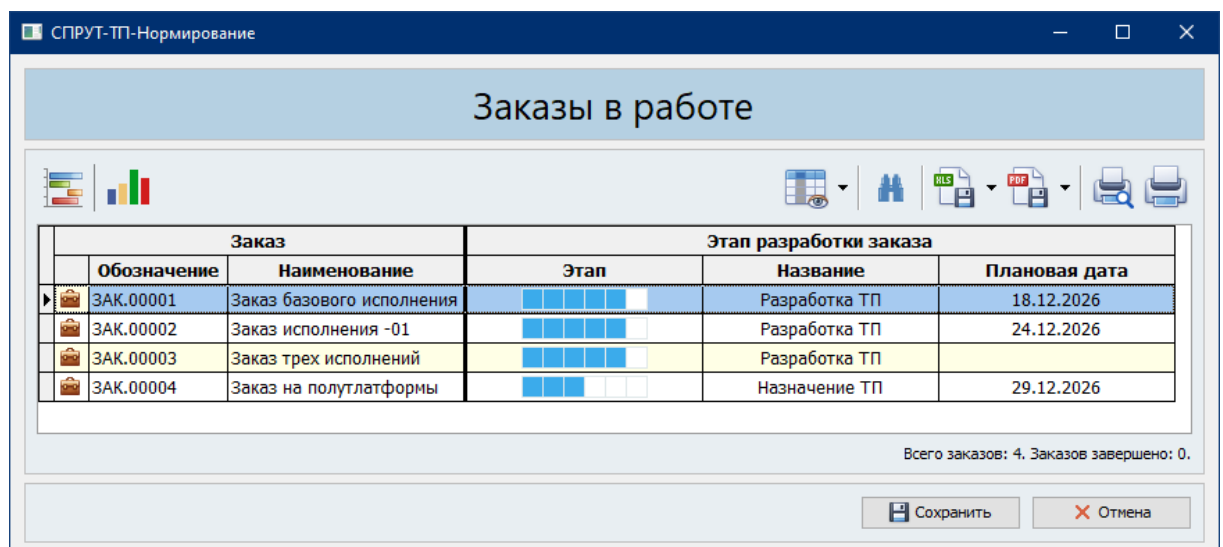 СПРУТ-ТП-Нормирование
Заказы в работе
XLS PDF
Заказ Этап разработки заказа
Обозначение Наименование Этап Название Плановая дата
ЗАК.00001 Заказ базового исполнения Разработка ТП 18.12.2026
ЗАК.00002 Заказ исполнения -01 Разработка ТП 24.12.2026
ЗАК.00003 Заказ трех исполнений Разработка ТП
ЗАК.00004 Заказ на полутлатформы Назначение ТП 29.12.2026
Всего заказов: 4. Заказов завершено: 0.
Сохранить Отмена